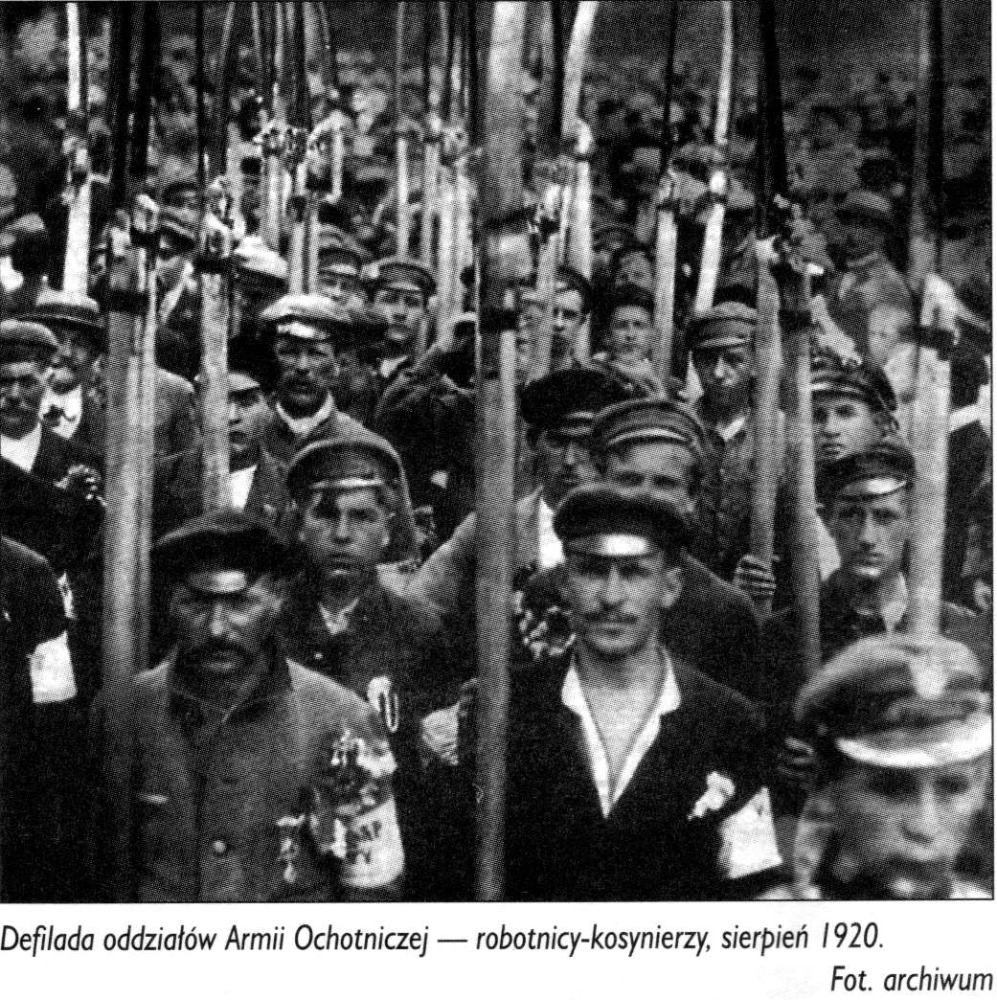 Defilada oddziałów Armii Ochotniczej — robotnicy-kosynierzy, sierpień 1920.
Fot. archiwum